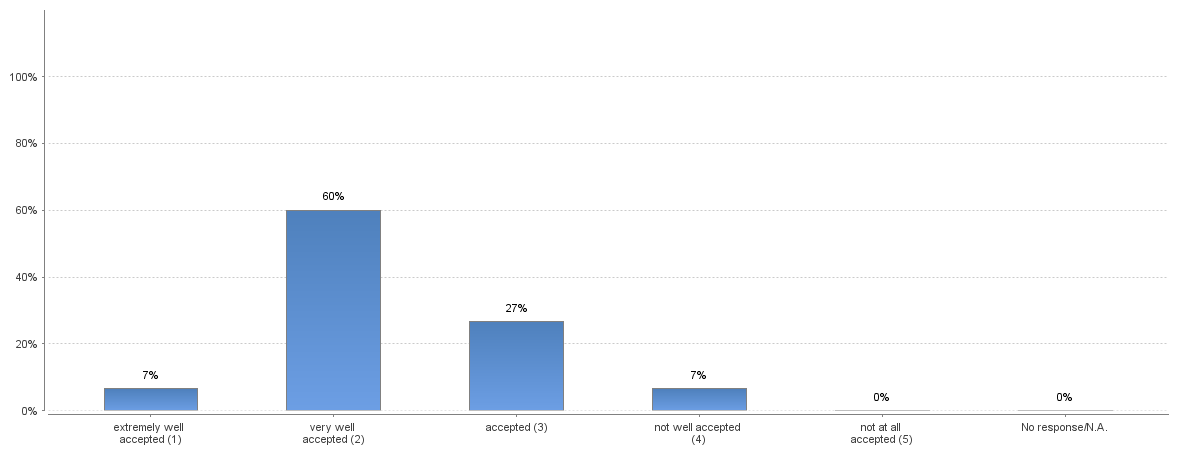 100%
80%
60%
40%
20%
0%
7%
60%
27%
7%
0%
0%
extremely well
accepted (1)
very well
accepted (2)
accepted (3)
not well accepted
(4)
not at all
accepted (5)
No response/N.A.